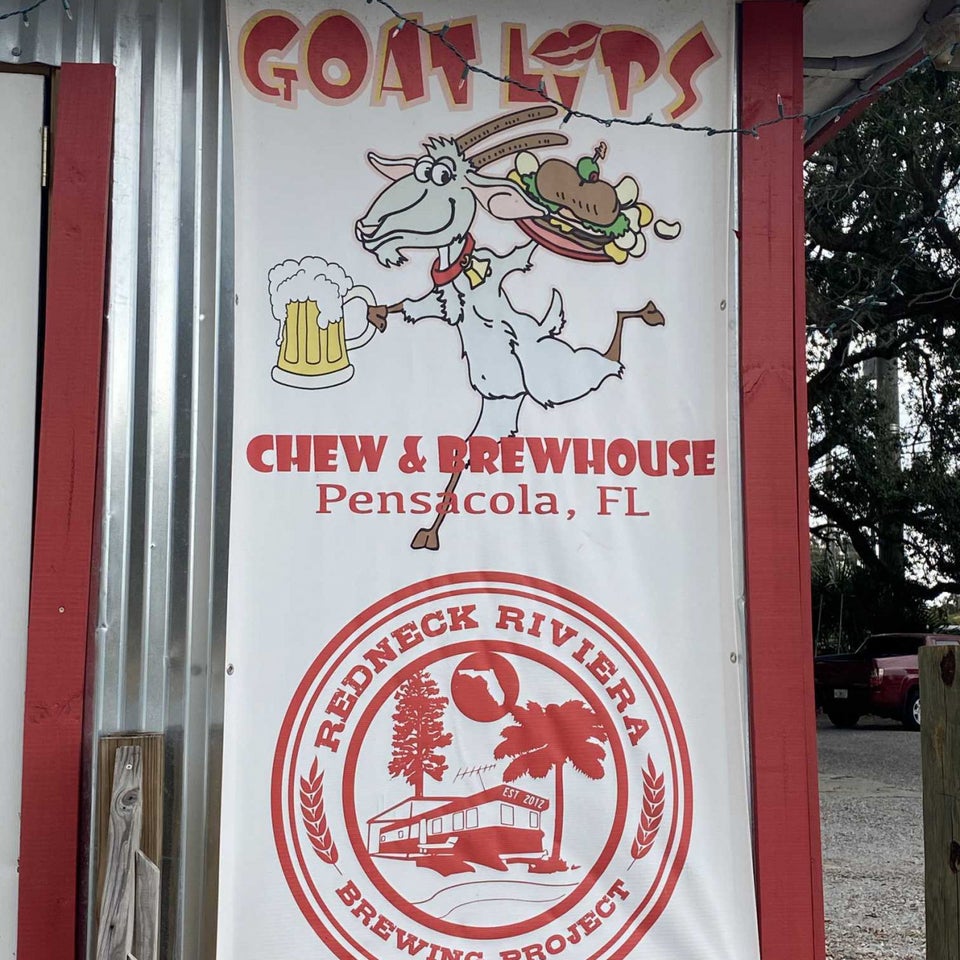 GOAT LIPS
CHEW & BREWHOUSE
Pensacola, FL
REDNECK RIVIERA
EST 2012
BREWING PROJECT